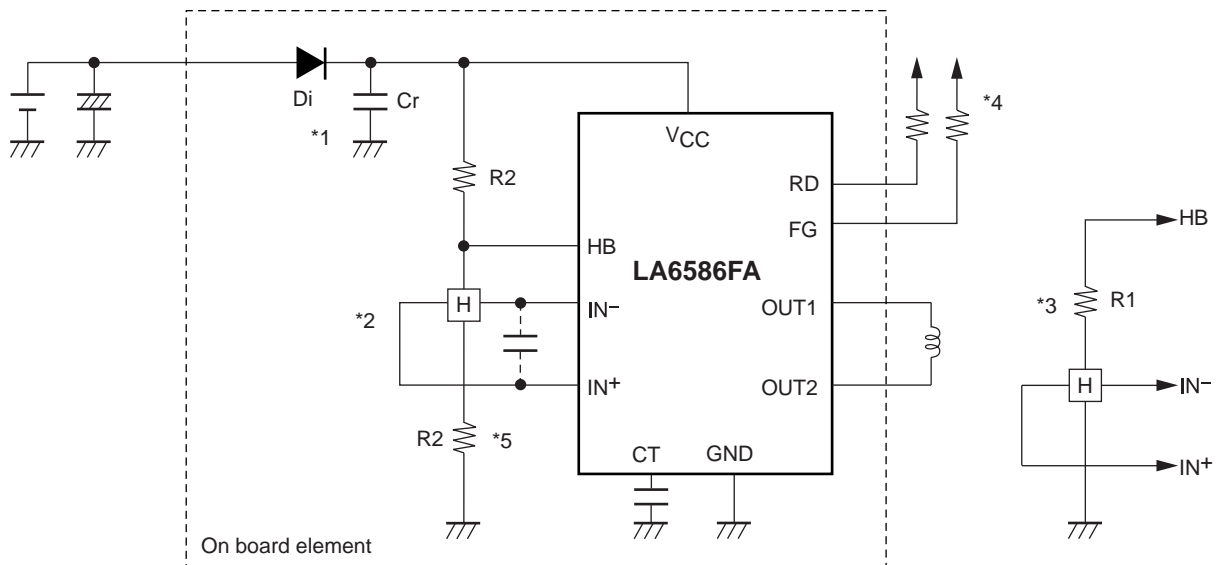 Di
Cr
*1
VCC
*4
R2
RD
FG
HB
HB
LA6586FA
*3
R1
H
*2
IN–
OUT1
H
IN–
IN+
OUT2
IN+
R2
*5
CT
GND
On board element